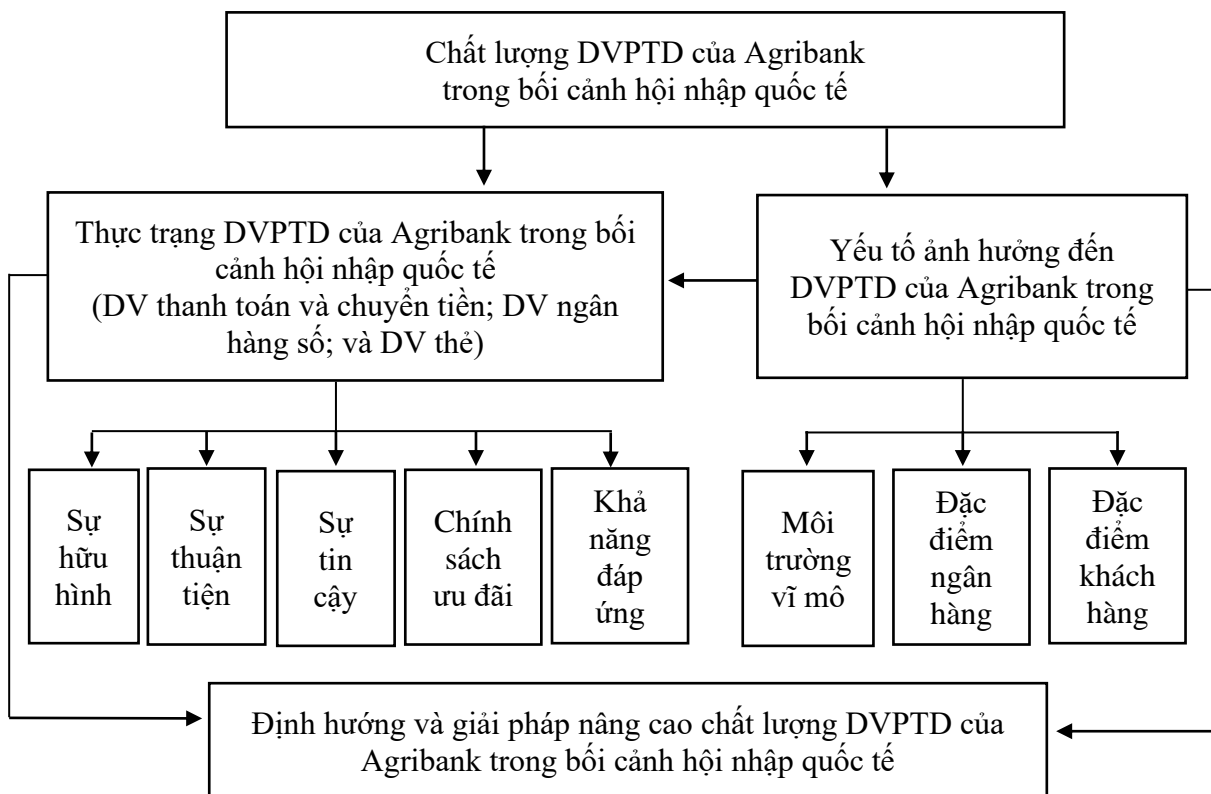 Chất lượng DVPTD của Agribank
trong bối cảnh hội nhập quốc tế
Thực trạng DVPTD của Agribank trong bối
cảnh hội nhập quốc tế
(DV thanh toán và chuyển tiền; DV ngân
hàng số; và DV thẻ)
Yếu tố ảnh hưởng đến
DVPTD của Agribank trong
bối cảnh hội nhập quốc tế
Sự
hữu
hình
Sự
thuận
tiện
Sự
tin
cậy
Chính
sách
ưu đãi
Khả
năng
đáp
ứng
Môi
trường
vĩ mô
Đặc
điểm
ngân
hàng
Đặc
điểm
khách
hàng
Định hướng và giải pháp nâng cao chất lượng DVPTD của
Agribank trong bối cảnh hội nhập quốc tế